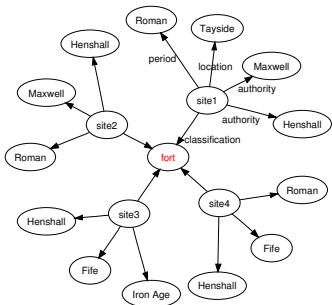 Roman
Tayside
Henshall
period
location
Maxwell
Maxwell
authority
site1
authority
Henshall
site2
classification
Roman
fort
Roman
site4
site3
Henshall
Fife
Fife
Henshall
Iron Age